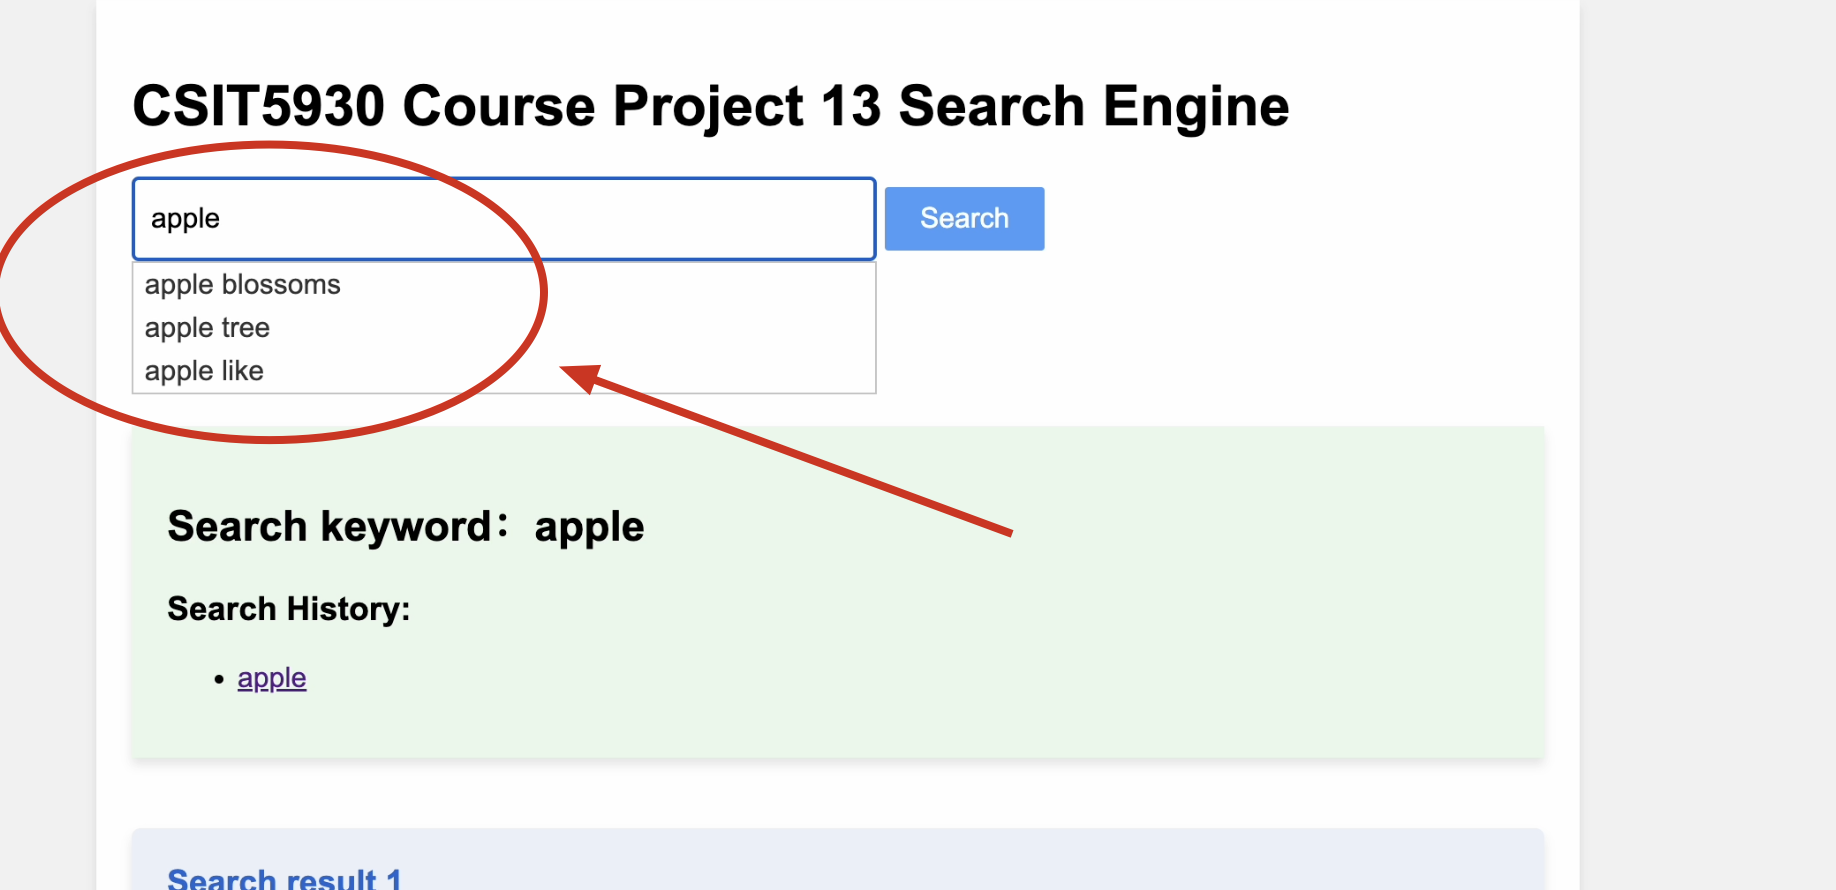 CSIT5930 Course Project 13 Search Engine
apple
Search
apple blossoms
apple tree
apple like
Search keyword：apple
Search History:
• apple
Search result 1